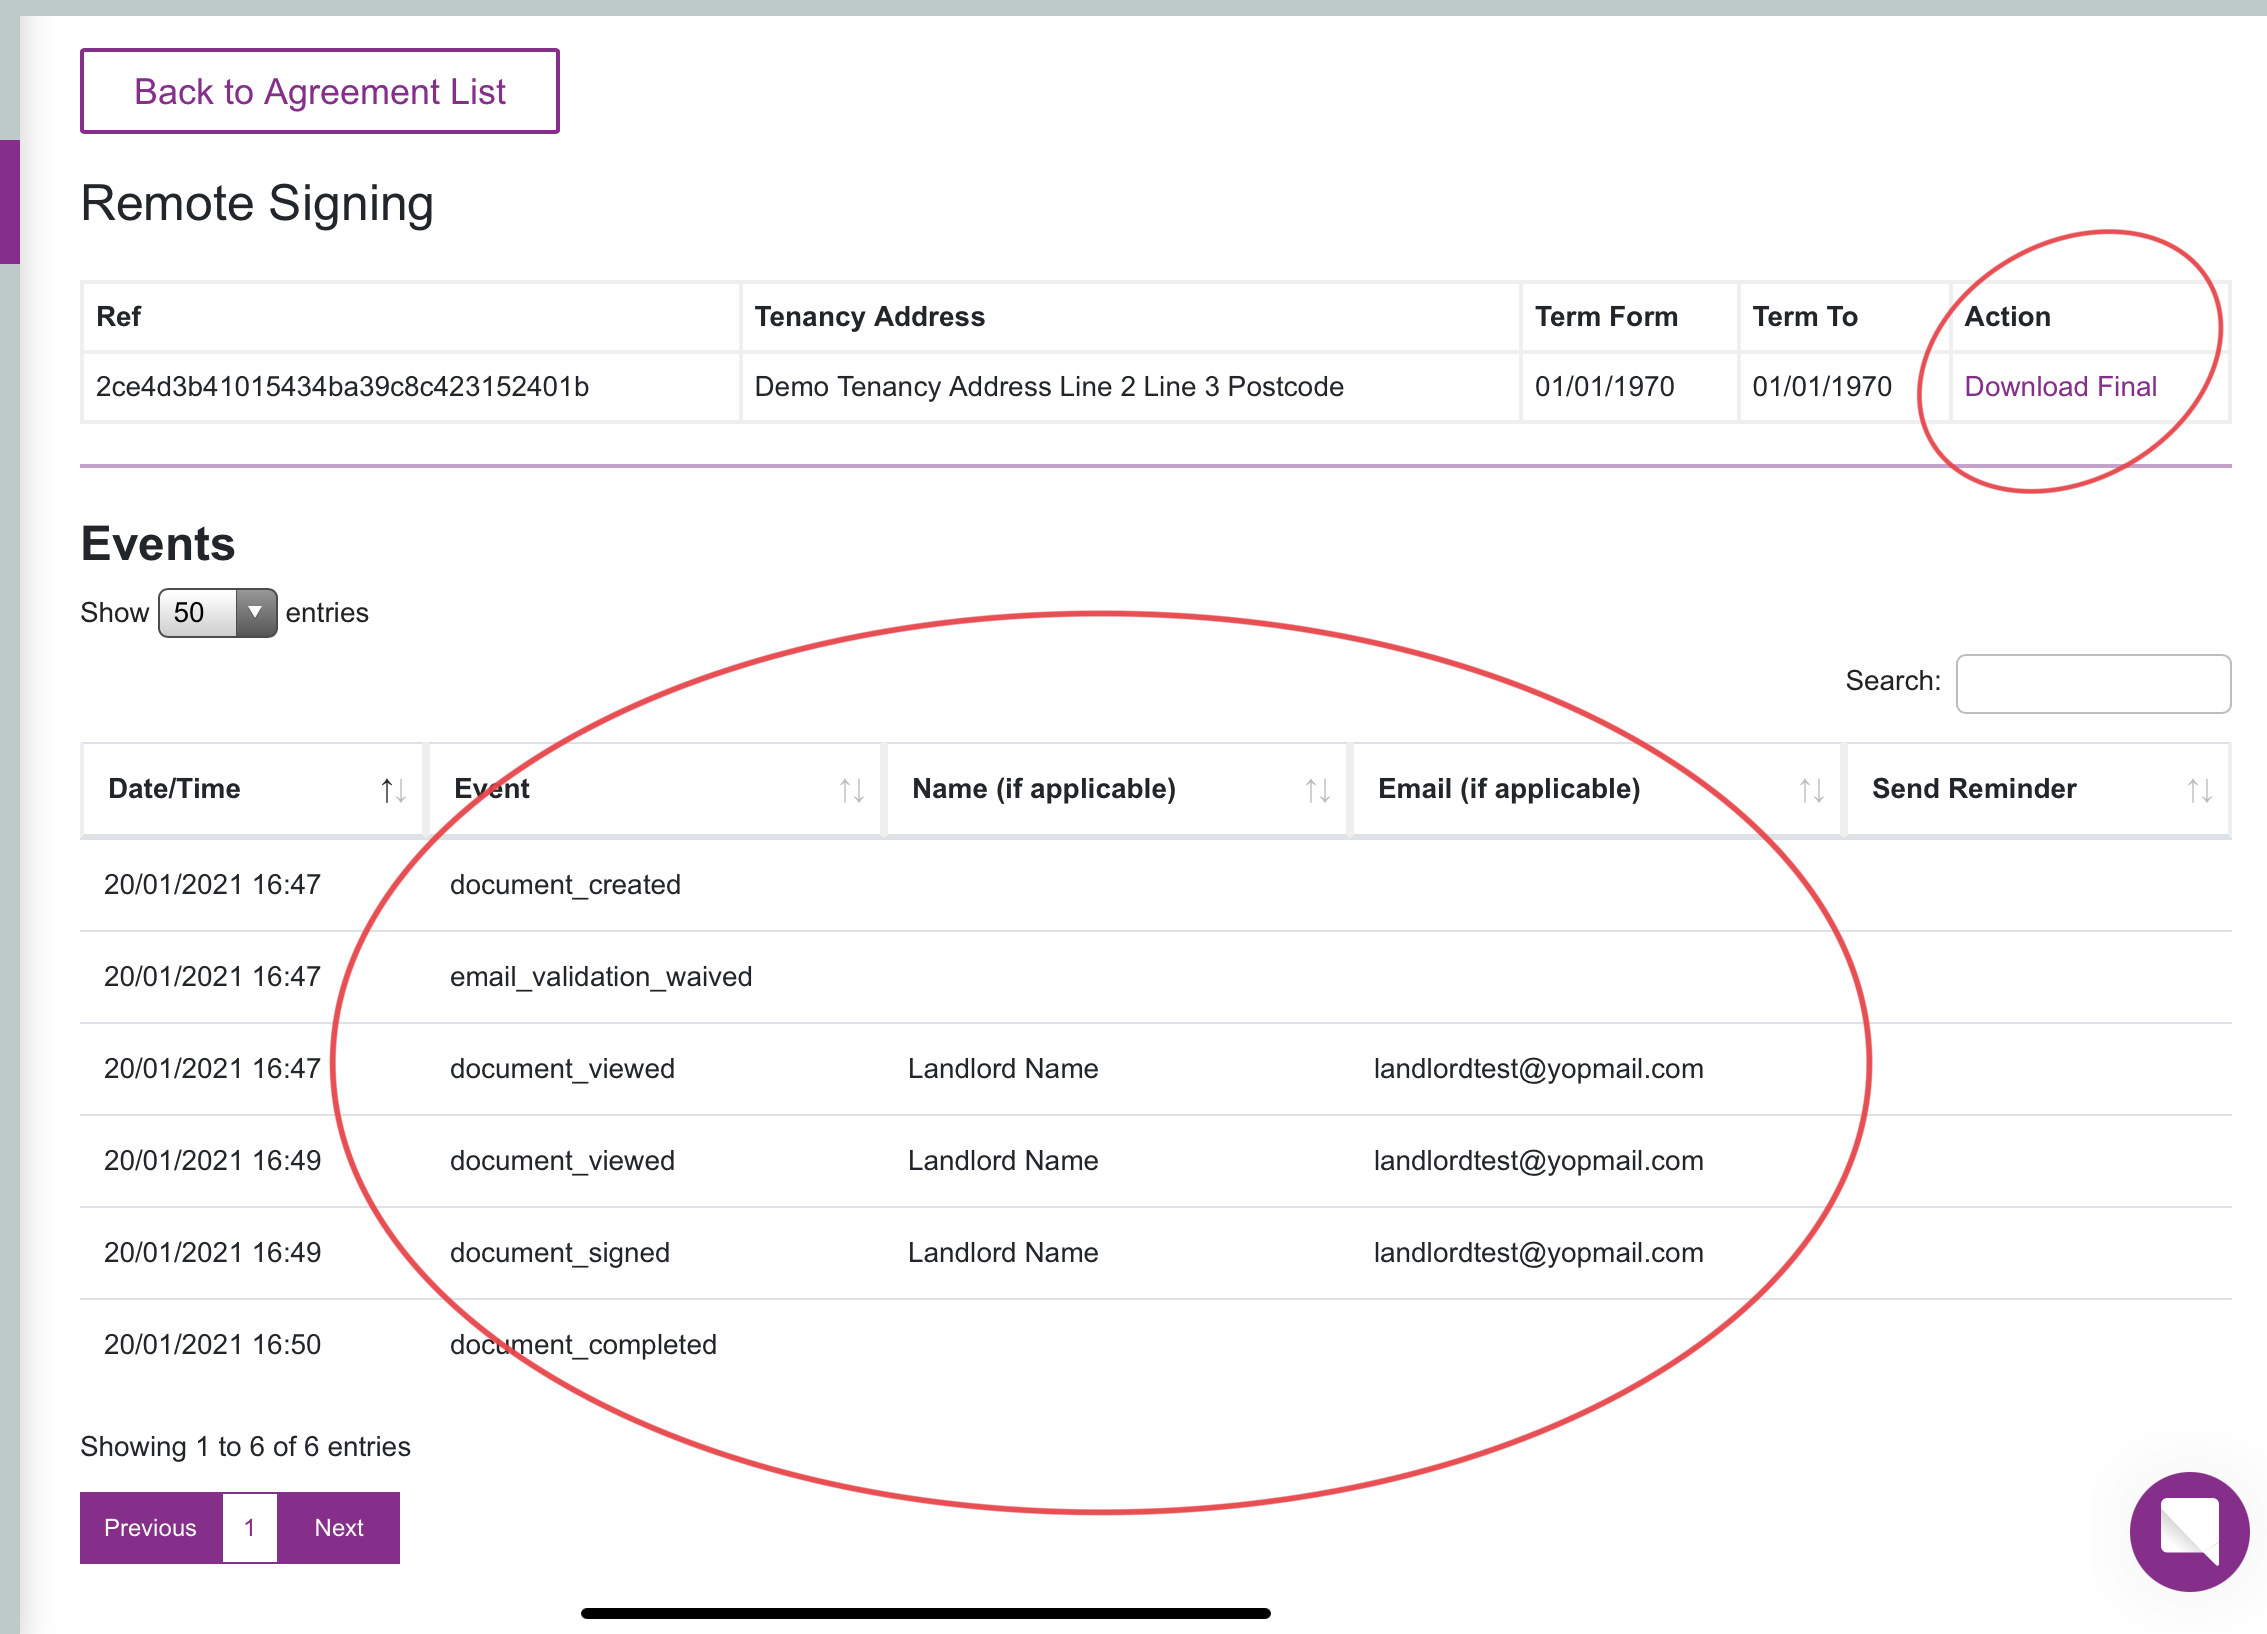 Back to Agreement List
Remote Signing
Ref Tenancy Address Term Form Term To Action
2ce4d3b41015434ba39c8c423152401b Demo Tenancy Address Line 2 Line 3 Postcode 01/01/1970 01/01/1970 Download Final
Events
Show 50 entries
Search:
Date/Time Event Name (if applicable) Email (if applicable) Send Reminder
20/01/2021 16:47 document_created
20/01/2021 16:47 email_validation_waived
20/01/2021 16:47 document_viewed Landlord Name landlordtest@yopmail.com
20/01/2021 16:49 document_viewed Landlord Name landlordtest@yopmail.com
20/01/2021 16:49 document_signed Landlord Name landlordtest@yopmail.com
20/01/2021 16:50 document_completed
Showing 1 to 6 of 6 entries
Previous 1 Next